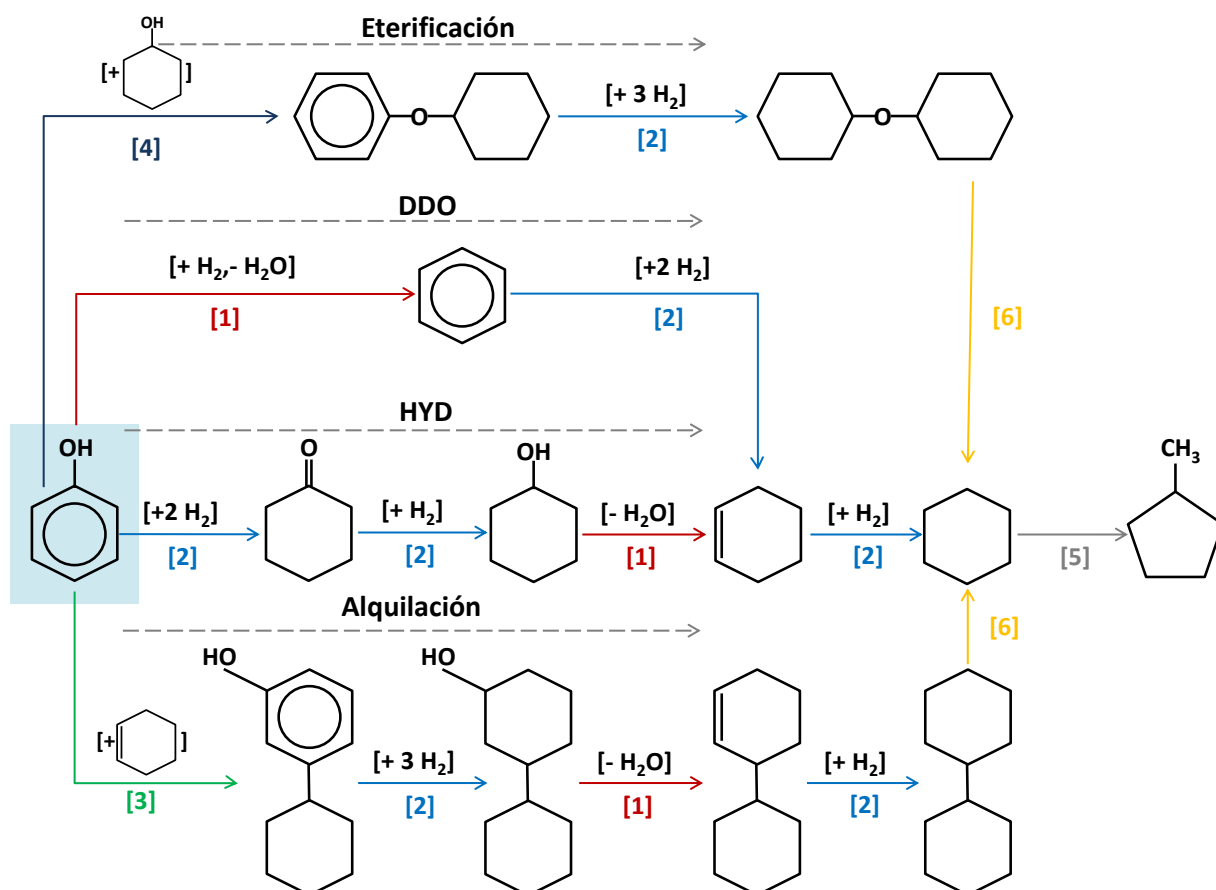 OH
Eterificación
[+ ]
[+ 3 H₂]
O
O
[4]
[2]
DDO
[+ H₂,- H₂O]
[+2 H₂]
[1]
[2]
[6]
HYD
OH
O
OH
CH₃
[+2 H₂]
[+ H₂]
[- H₂O]
[+ H₂]
[2]
[2]
[1]
[2]
[5]
Alquilación
[6]
HO
HO
[+ ]
[+ 3 H₂]
[- H₂O]
[+ H₂]
[3]
[2]
[1]
[2]